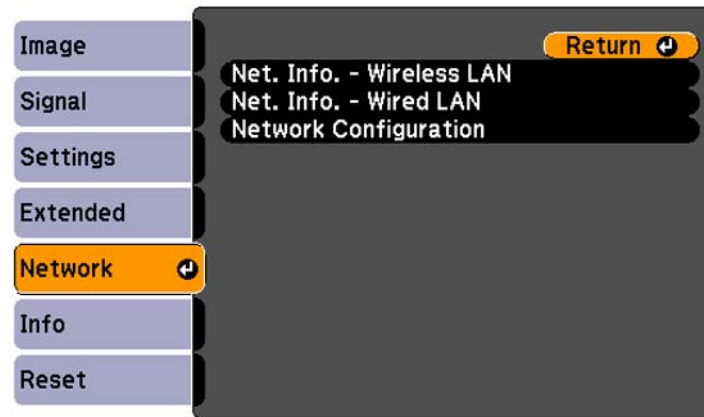 Image
Signal
Settings
Extended
Network
Info
Reset
Return
Net. Info. - Wireless LAN
Net. Info. - Wired LAN
Network Configuration